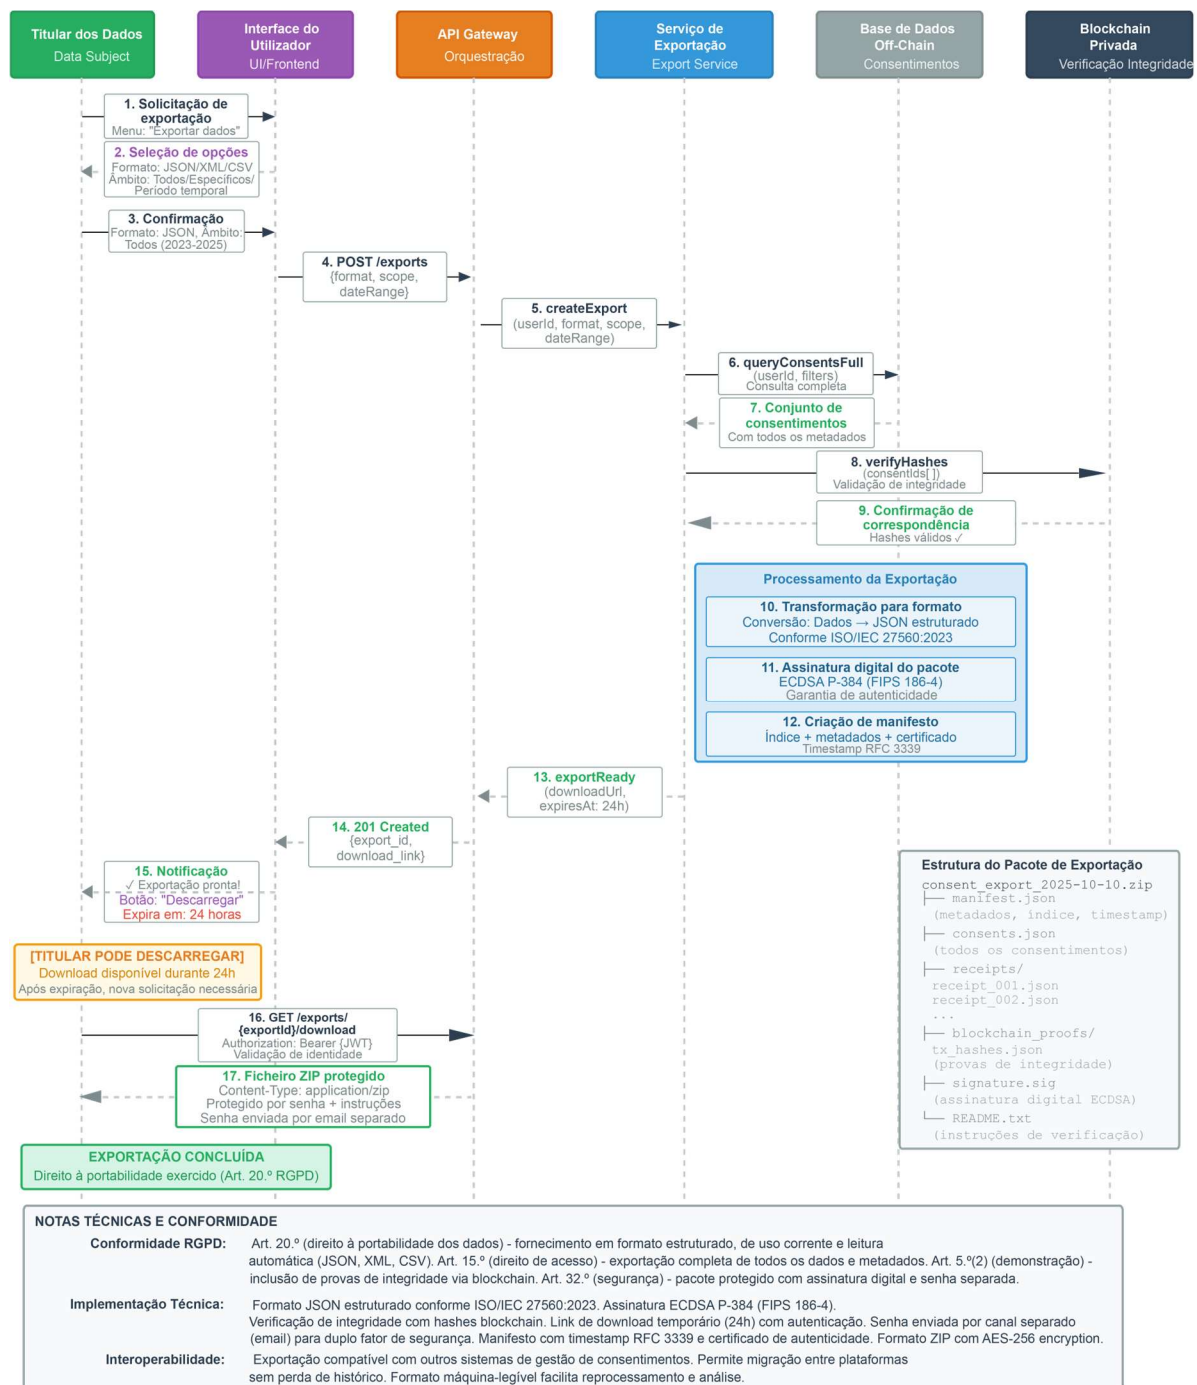 Titular dos Dados
Data Subject
Interface do
Utilizador
UI/Frontend
API Gateway
Orquestração
Serviço de
Exportação
Export Service
Base de Dados
Off-Chain
Consentimentos
Blockchain
Privada
Verificação Integridade
1. Solicitação de
exportação
Menu: "Exportar dados"
2. Seleção de opções
Formato: JSON/XML/CSV
Âmbito: Todos/Específicos/
Período temporal
3. Confirmação
Formato: JSON, Âmbito:
Todos (2023-2025)
4. POST /exports
{format, scope,
dateRange}
5. createExport
(userId, format, scope,
dateRange)
6. queryConsentsFull
(userId, filters)
Consulta completa
7. Conjunto de
consentimentos
Com todos os metadados
8. verifyHashes
(consentIds[ ])
Validação de integridade
9. Confirmação de
correspondência
Hashes válidos ✓
Processamento da Exportação
10. Transformação para formato
Conversão: Dados → JSON estruturado
Conforme ISO/IEC 27560:2023
11. Assinatura digital do pacote
ECDSA P-384 (FIPS 186-4)
Garantia de autenticidade
12. Criação de manifesto
Índice + metadados + certificado
Timestamp RFC 3339
13. exportReady
(downloadUrl,
expiresAt: 24h)
14. 201 Created
{export_id,
download_link}
15. Notificação
✓ Exportação pronta!
Botão: "Descarregar"
Expira em: 24 horas
[TITULAR PODE DESCARREGAR]
Download disponível durante 24h
Após expiração, nova solicitação necessária
16. GET /exports/
{exportId}/download
Authorization: Bearer {JWT}
Validação de identidade
17. Ficheiro ZIP protegido
Content-Type: application/zip
Protegido por senha + instruções
Senha enviada por email separado
EXPORTAÇÃO CONCLUÍDA
Direito à portabilidade exercido (Art. 20.º RGPD)
Estrutura do Pacote de Exportação
consent_export_2025-10-10.zip
├── manifest.json
(metadados, índice, timestamp)
├── consents.json
(todos os consentimentos)
├── receipts/
receipt_001.json
receipt_002.json
...
├── blockchain_proofs/
tx_hashes.json
(provas de integridade)
├── signature.sig
(assinatura digital ECDSA)
└── README.txt
(instruções de verificação)
NOTAS TÉCNICAS E CONFORMIDADE
Conformidade RGPD: Art. 20.º (direito à portabilidade dos dados) - fornecimento em formato estruturado, de uso corrente e leitura
automática (JSON, XML, CSV). Art. 15.º (direito de acesso) - exportação completa de todos os dados e metadados. Art. 5.º(2) (demonstração) -
inclusão de provas de integridade via blockchain. Art. 32.º (segurança) - pacote protegido com assinatura digital e senha separada.
Implementação Técnica: Formato JSON estruturado conforme ISO/IEC 27560:2023. Assinatura ECDSA P-384 (FIPS 186-4).
Verificação de integridade com hashes blockchain. Link de download temporário (24h) com autenticação. Senha enviada por canal separado
(email) para duplo fator de segurança. Manifesto com timestamp RFC 3339 e certificado de autenticidade. Formato ZIP com AES-256 encryption.
Interoperabilidade: Exportação compatível com outros sistemas de gestão de consentimentos. Permite migração entre plataformas
sem perda de histórico. Formato máquina-legível facilita reprocessamento e análise.